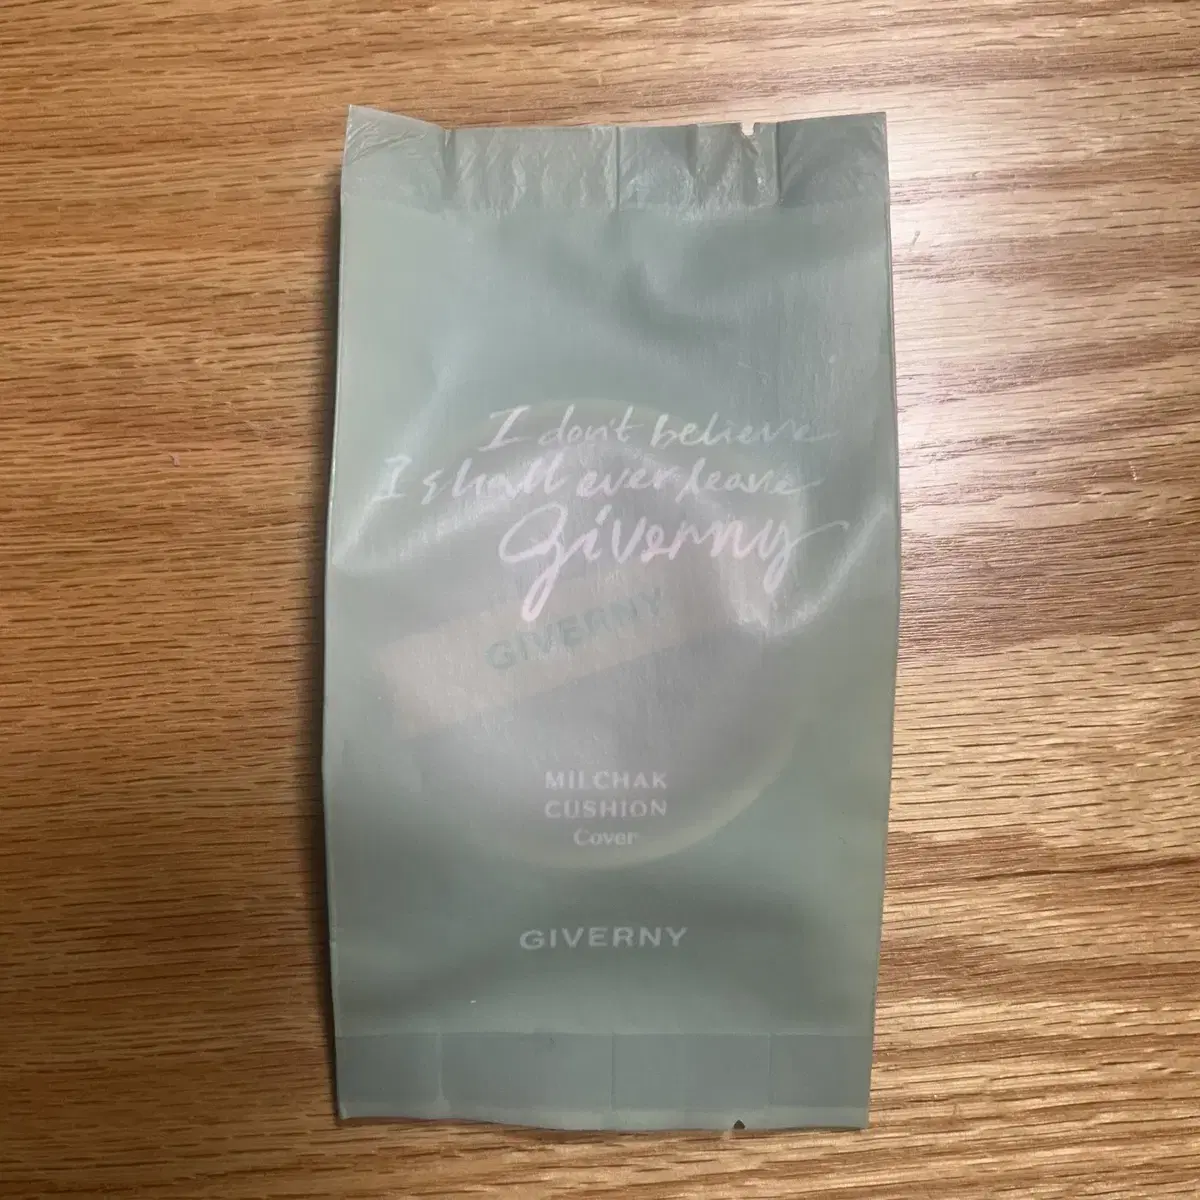 I don't believe
I shall ever leave
Giverny
GIVERNY
MILCHAK
CUSHION
Cover
GIVERNY